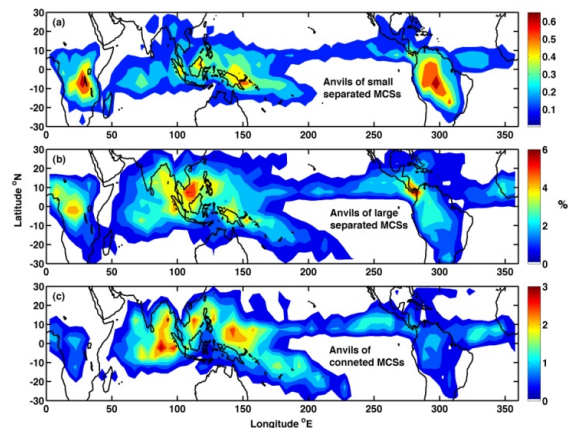 (a)
30
20
10
0
-10
-20
-30
0 50 100 150 200 250 300 350
Anvils of small
separated MCSs
0.6
0.5
0.4
0.3
0.2
0.1
(b)
30
20
10
0
-10
-20
-30
0 50 100 150 200 250 300 350
Anvils of large
separated MCSs
6
4
2
0
%
Latitude °N
(c)
30
20
10
0
-10
-20
-30
0 50 100 150 200 250 300 350
Anvils of
conneted MCSs
3
2
1
0
Longitude °E